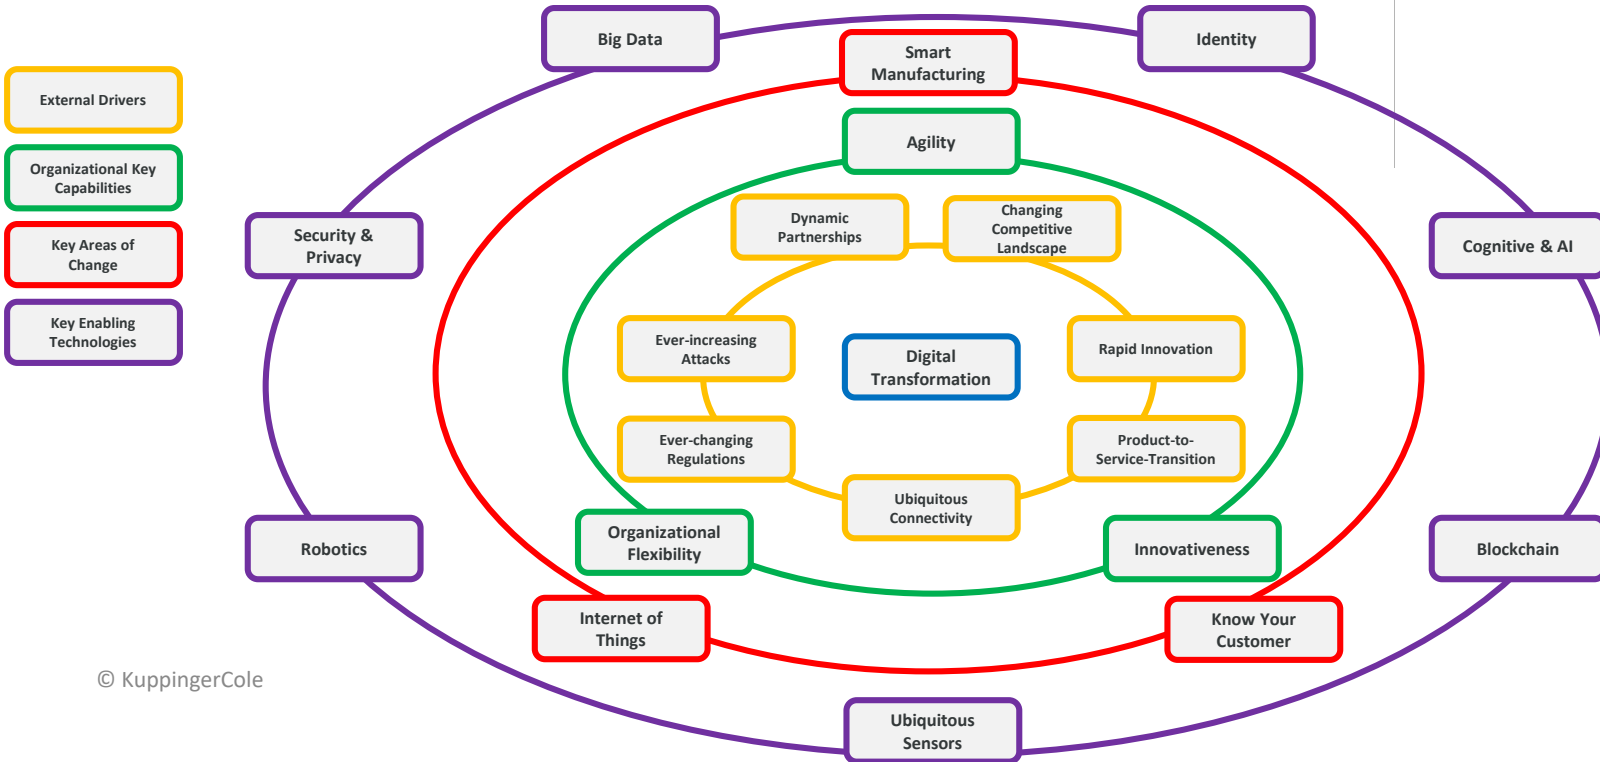 Big Data
Identity
Smart
Manufacturing
External Drivers
Agility
Organizational Key
Capabilities
Dynamic
Partnerships
Changing
Competitive
Landscape
Key Areas of
Change
Security &
Privacy
Cognitive & AI
Key Enabling
Technologies
Ever-increasing
Attacks
Digital
Transformation
Rapid Innovation
Ever-changing
Regulations
Product-to-
Service-Transition
Ubiquitous
Connectivity
Robotics
Organizational
Flexibility
Innovativeness
Blockchain
Internet of
Things
Know Your
Customer
© KuppingerCole
Ubiquitous
Sensors